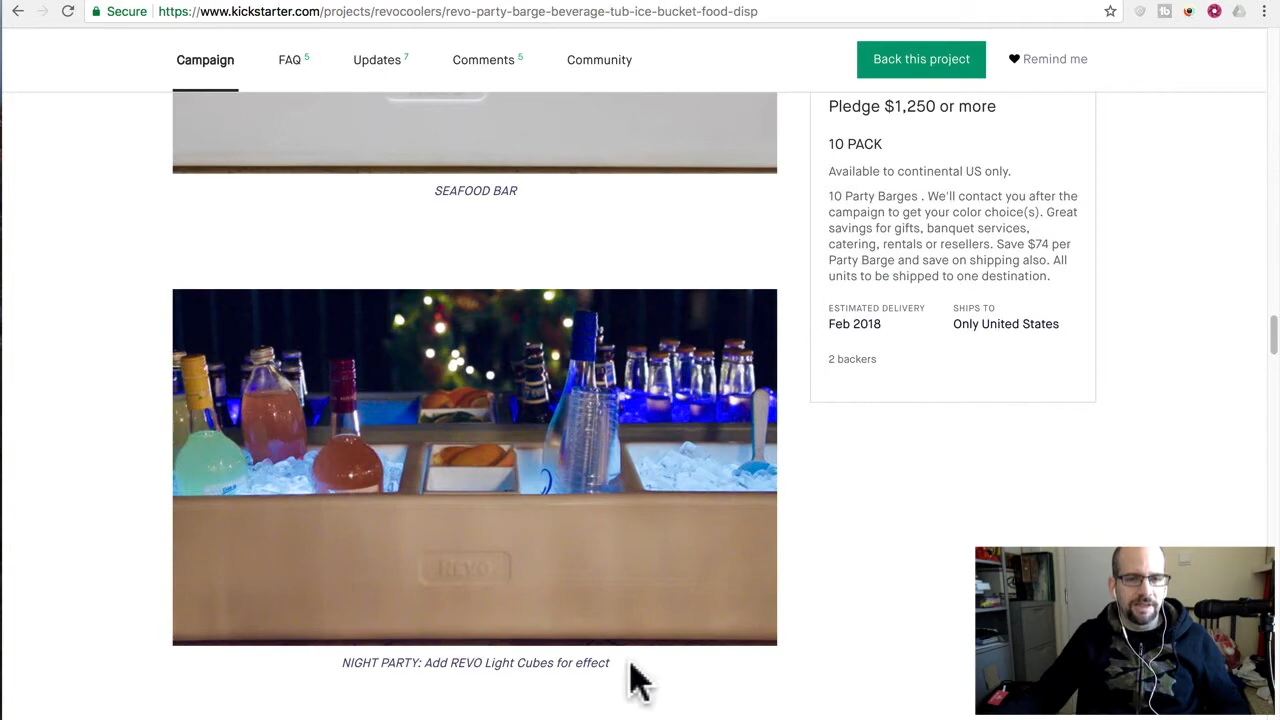 Secure https://www.kickstarter.com/projects/revocoolers/revo-party-barge-beverage-tub-ice-bucket-food-disp
Campaign FAQ 5 Updates 7 Comments 5 Community Back this project Remind me
SEAFOOD BAR
REVO
NIGHT PARTY: Add REVO Light Cubes for effect
Pledge $1,250 or more
10 PACK
Available to continental US only.
10 Party Barges . We'll contact you after the
campaign to get your color choice(s). Great
savings for gifts, banquet services,
catering, rentals or resellers. Save $74 per
Party Barge and save on shipping also. All
units to be shipped to one destination.
ESTIMATED DELIVERY SHIPS TO
Feb 2018 Only United States
2 backers